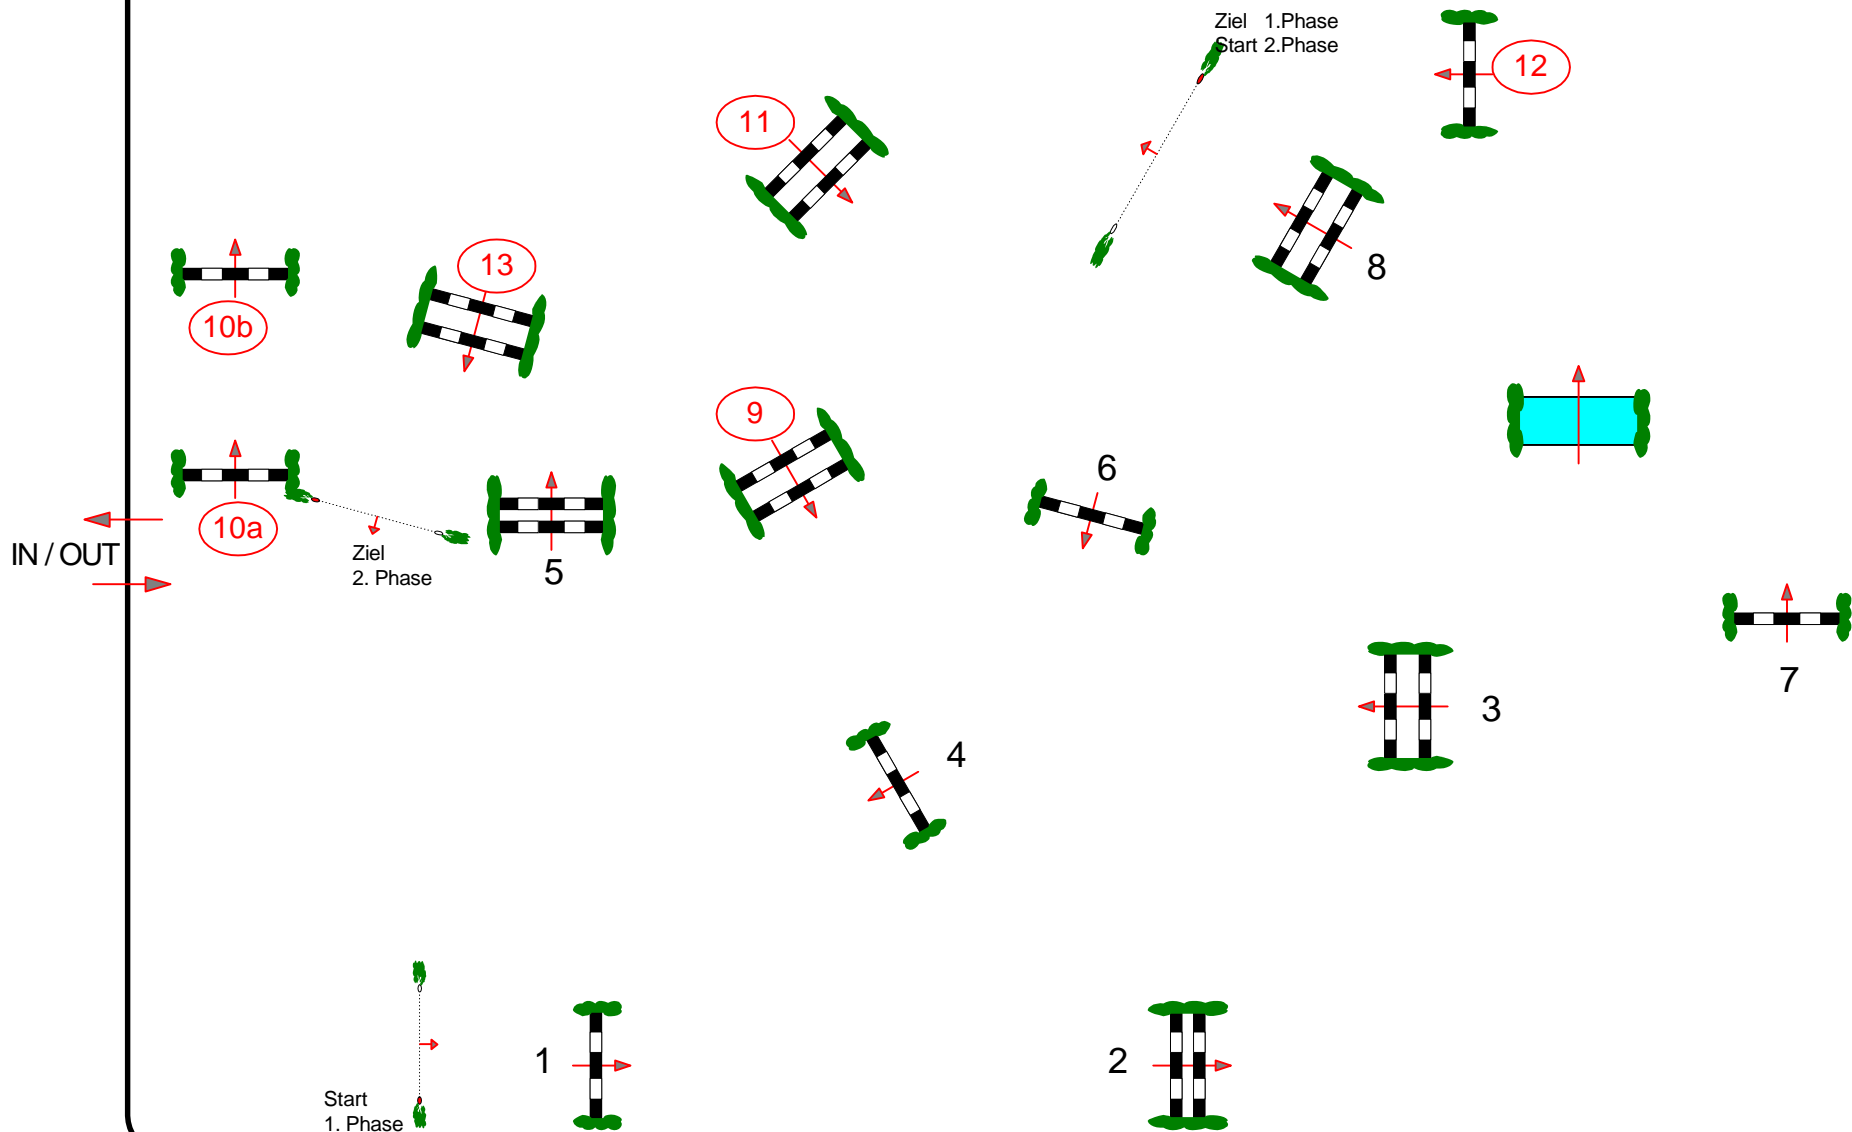 Ziel 1.Phase
Start 2.Phase
12
11
13
8
10b
9
6
10a
IN / OUT
Ziel
2. Phase
5
7
3
4
1
2
Start
1. Phase